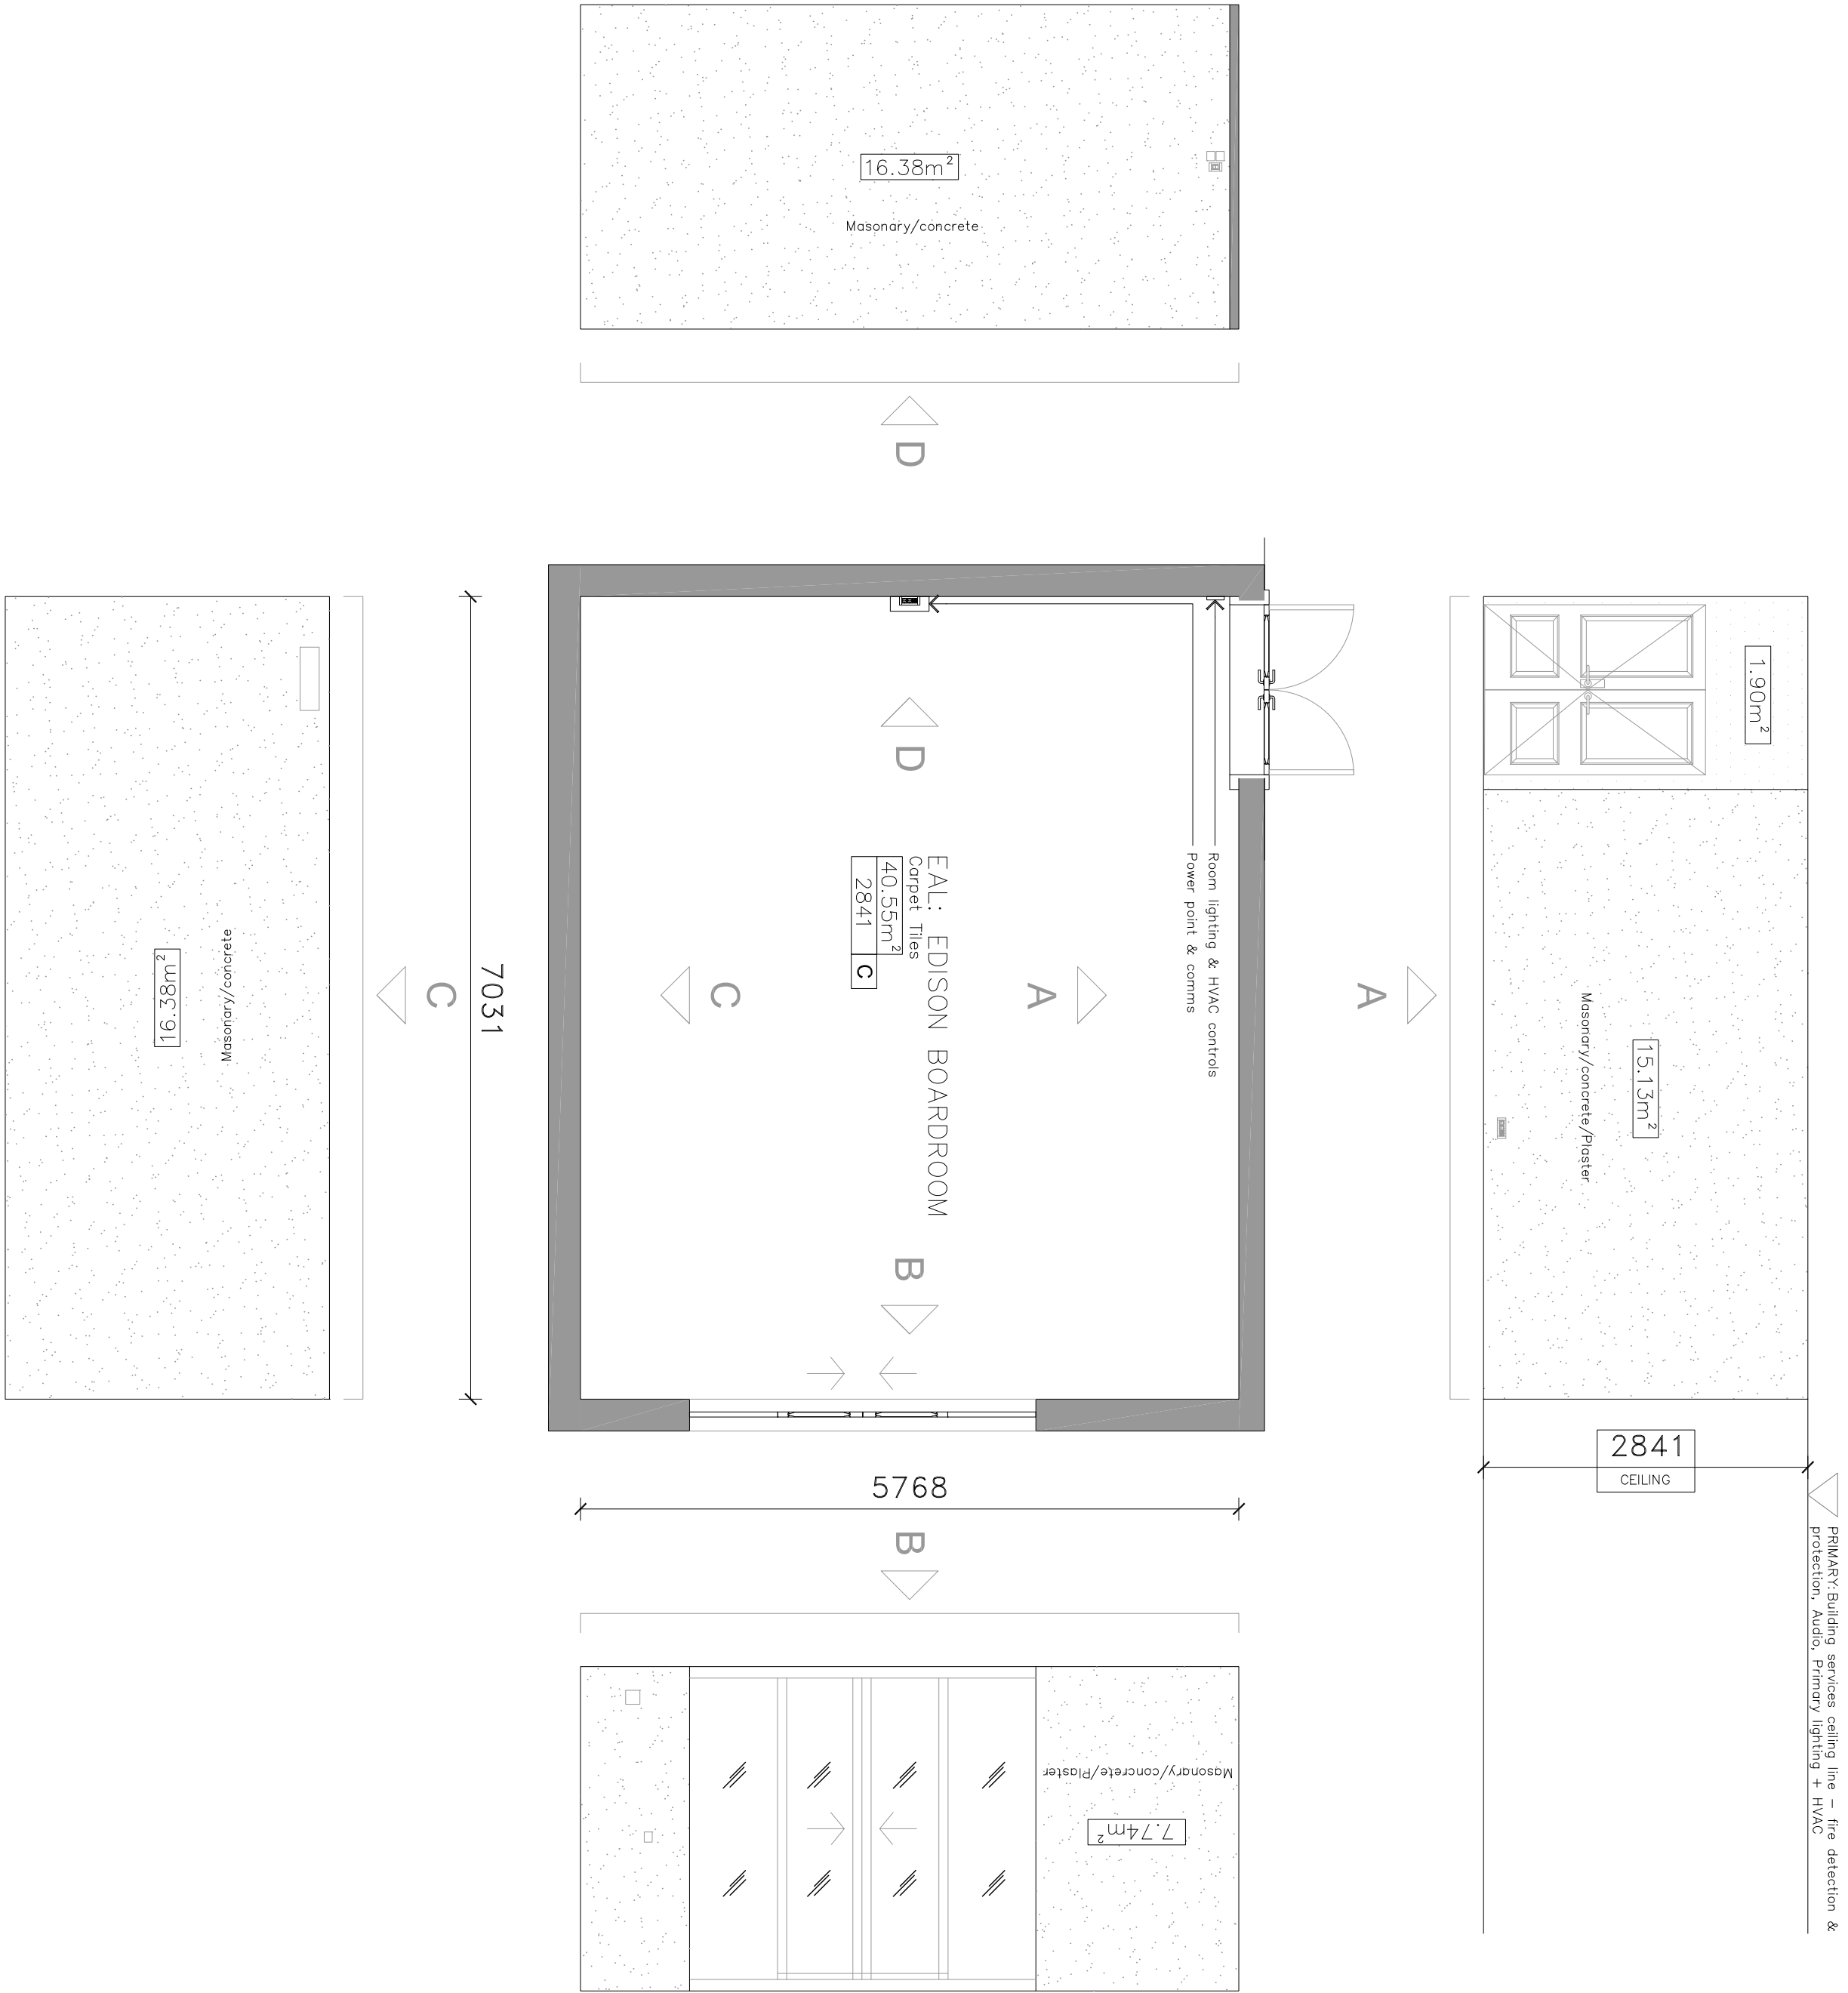 16.38m²
Masonary/concrete
D
D
EAL: EDISON BOARDROOM
Carpet Tiles
40.55m²
2841 C
Room lighting & HVAC controls
Power point & comms
A
A
1.90m²
15.13m²
Masonary/concrete/Plaster
C
C
7031
Masonary/concrete
16.38m²
B
5768
B
Masonary/concrete/Plaster
7.74m²
2841
CEILING
PRIMARY:Building services ceiling line – fire detection &
protection, Audio, Primary lighting + HVAC